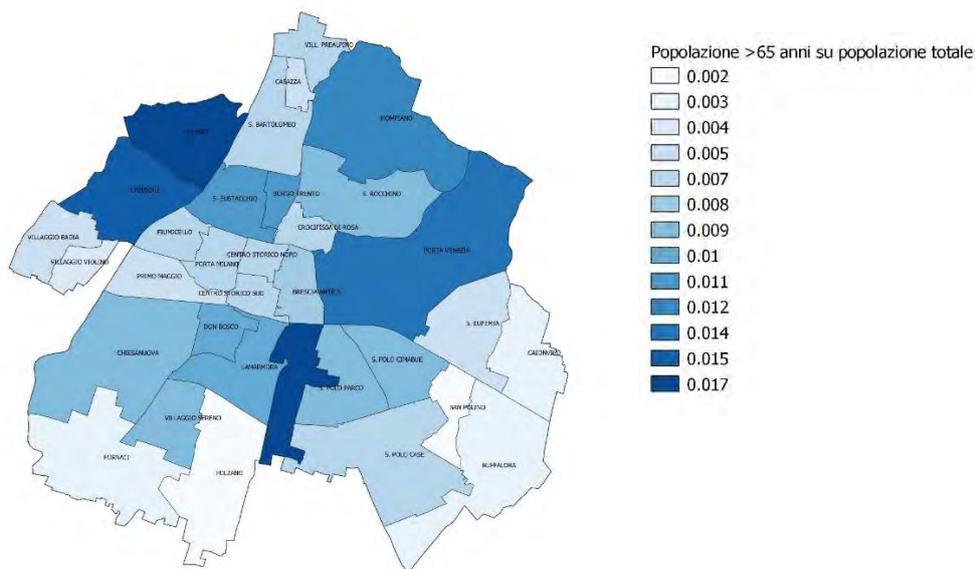 Popolazione >65 anni su popolazione totale
0.002
0.003
0.004
0.005
0.007
0.008
0.009
0.01
0.011
0.012
0.014
0.015
0.017
VILL. PREALPINO
CASAZZA
MOMPIANO
S. BARTOLOMEO
S. EUSTACCHIO
BORGO TRENTO
S. ROCCHINO
CROCIFISSA DI ROSA
FIUMICELLO
VILLAGGIO BADIA
VILLAGGIO VIOLINO
PORTA MILANO
CENTRO STORICO NORD
PORTA VENEZIA
PRIMO MAGGIO
CENTRO STORICO SUD
BRESCIA ANTICA
S. EUFEMIA
CAIONVICO
CHIESANUOVA
DON BOSCO
LAMARMORA
S. POLO PARCO
S. POLO CIMABUE
VILLAGGIO SERENO
SAN POLINO
FORNACI
FOLZANO
S. POLO CASE
BUFFALORA